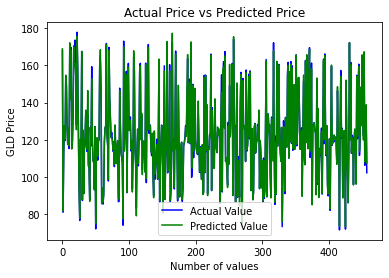 Actual Price vs Predicted Price
180
160
140
120
100
80
GLD Price
Actual Value
Predicted Value
0
100
200
300
400
Number of values